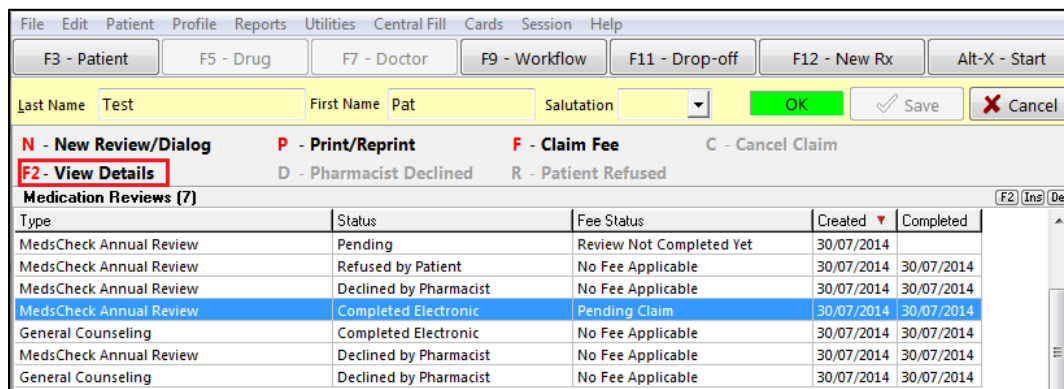 File Edit Patient Profile Reports Utilities Central Fill Cards Session Help
F3 - Patient F5 - Drug F7 - Doctor F9 - Workflow F11 - Drop-off F12 - New Rx Alt-X - Start
Last Name Test First Name Pat Salutation OK Save Cancel
N - New Review/Dialog P - Print/Reprint F - Claim Fee C - Cancel Claim
F2 - View Details D - Pharmacist Declined R - Patient Refused
Medication Reviews (7) F2 Ins De
Type Status Fee Status Created Completed
MedsCheck Annual Review Pending Review Not Completed Yet 30/07/2014
MedsCheck Annual Review Refused by Patient No Fee Applicable 30/07/2014 30/07/2014
MedsCheck Annual Review Declined by Pharmacist No Fee Applicable 30/07/2014 30/07/2014
MedsCheck Annual Review Completed Electronic Pending Claim 30/07/2014 30/07/2014
General Counseling Completed Electronic No Fee Applicable 30/07/2014 30/07/2014
MedsCheck Annual Review Declined by Pharmacist No Fee Applicable 30/07/2014 30/07/2014
General Counseling Declined by Pharmacist No Fee Applicable 30/07/2014 30/07/2014